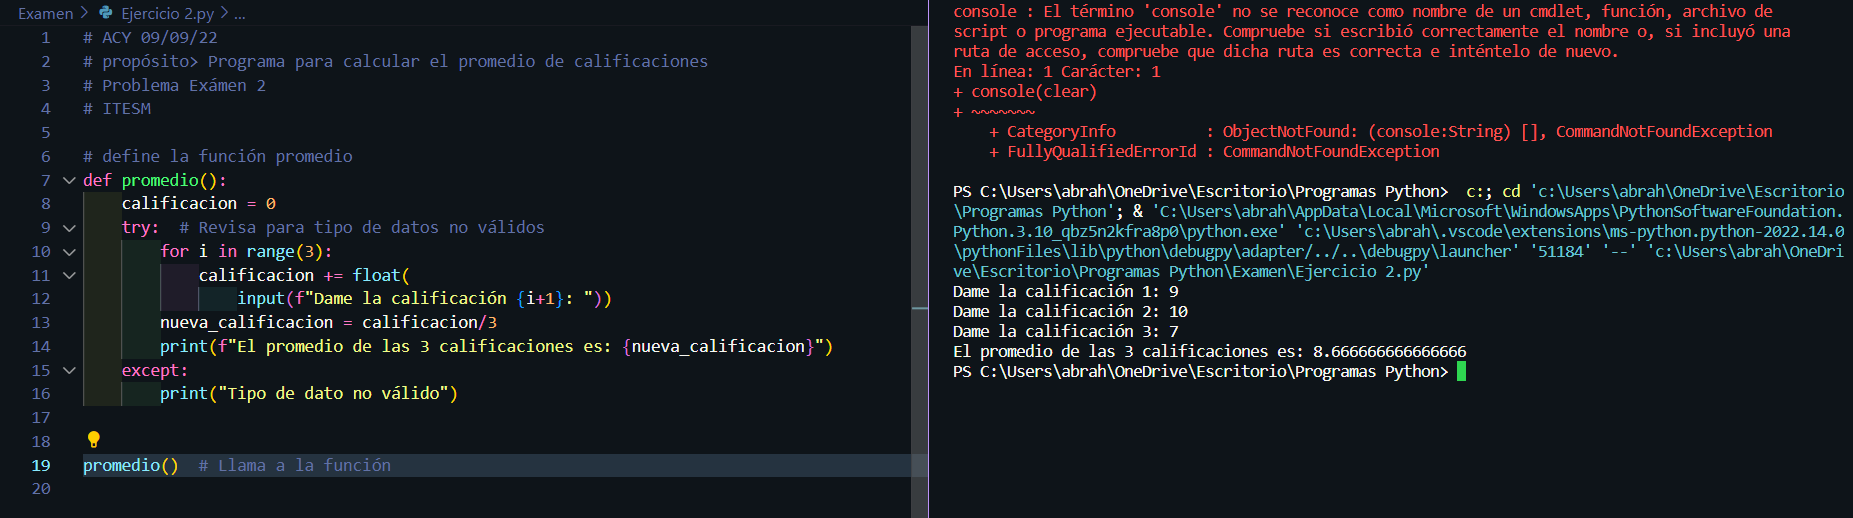 Examen > Ejercicio 2.py > ...
1 # ACY 09/09/22
2 # propósito> Programa para calcular el promedio de calificaciones
3 # Problema Exámen 2
4 # ITESM
5
6 # define la función promedio
7 def promedio():
8 calificacion = 0
9 try:  # Revisa para tipo de datos no válidos
10 for i in range(3):
11 calificacion += float(
12 input(f"Dame la calificación {i+1}: "))
13 nueva_calificacion = calificacion/3
14 print(f"El promedio de las 3 calificaciones es: {nueva_calificacion}")
15 except:
16 print("Tipo de dato no válido")
17
18
19 promedio()  # Llama a la función
20
console : El término 'console' no se reconoce como nombre de un cmdlet, función, archivo de
script o programa ejecutable. Compruebe si escribió correctamente el nombre o, si incluyó una
ruta de acceso, compruebe que dicha ruta es correcta e inténtelo de nuevo.
En línea: 1 Carácter: 1
+ console(clear)
+ ~~~~~~~
+ CategoryInfo          : ObjectNotFound: (console:String) [], CommandNotFoundException
+ FullyQualifiedErrorId : CommandNotFoundException
PS C:\Users\abrah\OneDrive\Escritorio\Programas Python>  c:; cd 'c:\Users\abrah\OneDrive\Escritorio
\Programas Python'; & 'C:\Users\abrah\AppData\Local\Microsoft\WindowsApps\PythonSoftwareFoundation.
Python.3.10_qbz5n2kfra8p0\python.exe' 'c:\Users\abrah\.vscode\extensions\ms-python.python-2022.14.0
\pythonFiles\lib\python\debugpy\adapter/../..\debugpy\launcher' '51184' '--' 'c:\Users\abrah\OneDri
ve\Escritorio\Programas Python\Examen\Ejercicio 2.py'
Dame la calificación 1: 9
Dame la calificación 2: 10
Dame la calificación 3: 7
El promedio de las 3 calificaciones es: 8.666666666666666
PS C:\Users\abrah\OneDrive\Escritorio\Programas Python>